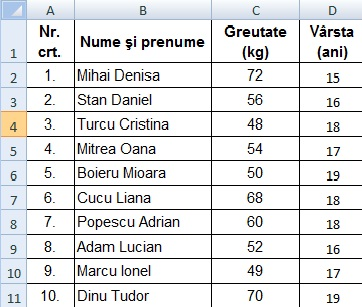 A B C D
1 Nr. crt. Nume şi prenume Greutate (kg) Vârsta (ani)
2 1. Mihai Denisa 72 15
3 2. Stan Daniel 56 16
4 3. Turcu Cristina 48 18
5 4. Mitrea Oana 54 17
6 5. Boieru Mioara 50 19
7 6. Cucu Liana 68 18
8 7. Popescu Adrian 60 18
9 8. Adam Lucian 52 16
10 9. Marcu Ionel 49 17
11 10. Dinu Tudor 70 19